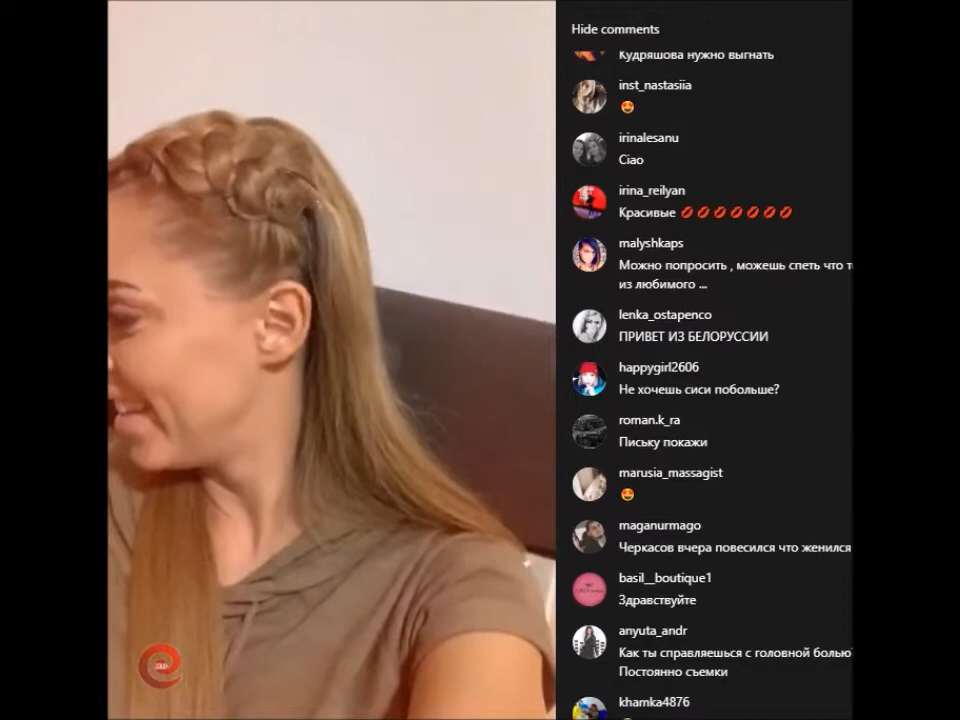 Hide comments
Кудряшова нужно выгнать
inst_nastasiia
😍
irinalesanu
Ciao
irina_reilyan
Красивые 💋💋💋💋💋💋💋
malyshkaps
Можно попросить , можешь спеть что
из любимого ...
lenka_ostapenco
ПРИВЕТ ИЗ БЕЛОРУССИИ
happygirl2606
Не хочешь сиси побольше?
roman.k_ra
Письку покажи
marusia_massagist
😍
maganurmago
Черкасов вчера повесился что женился
basil__boutique1
Здравствуйте
anyuta_andr
Как ты справляешься с головной болью
Постоянно съемки
khamka4876